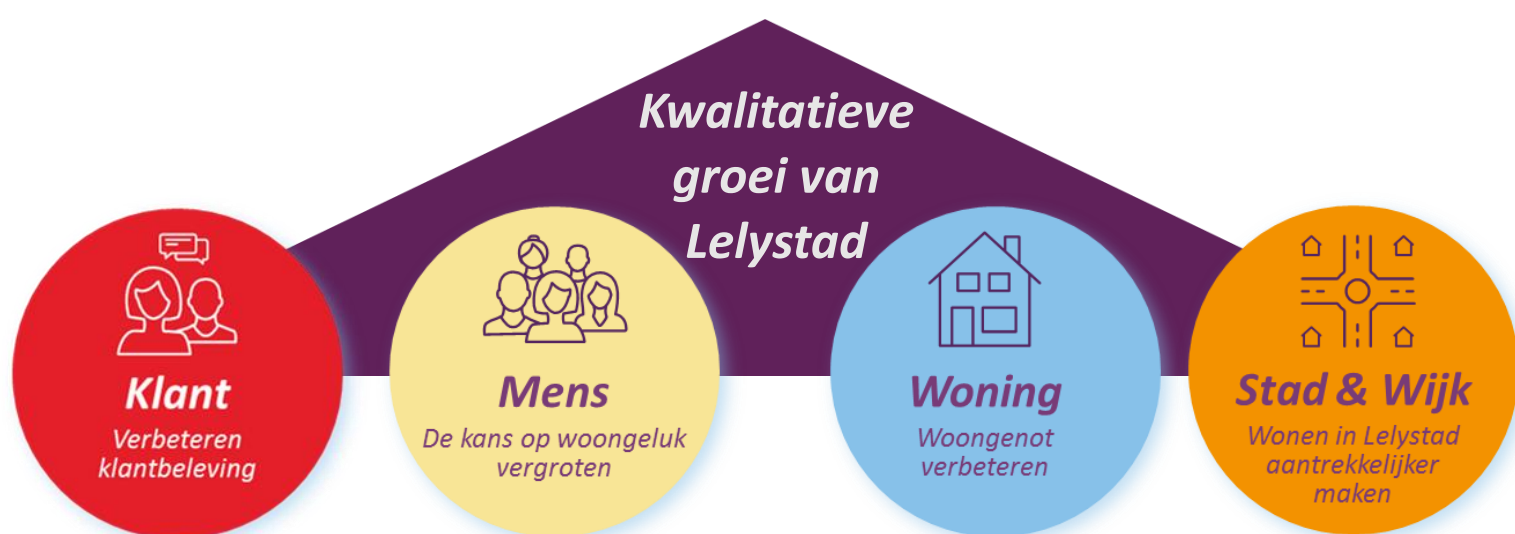 Kwalitatieve
groei van
Lelystad
Klant
Verbeteren
klantbeleving
Mens
De kans op woongeluk
vergroten
Woning
Woongenot
verbeteren
Stad & Wijk
Wonen in Lelystad
aantrekkelijker
maken